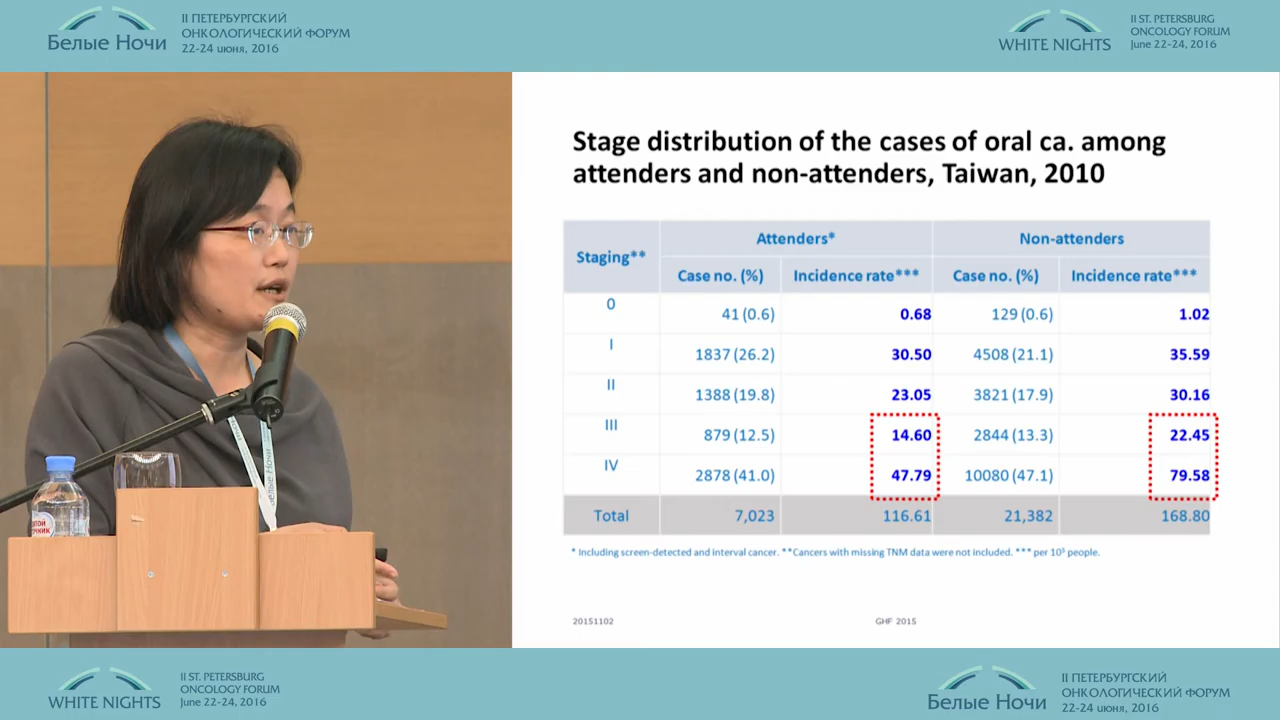 Белые Ночи
II ПЕТЕРБУРГСКИЙ
ОНКОЛОГИЧЕСКИЙ ФОРУМ
22-24 июня, 2016
WHITE NIGHTS
II ST. PETERSBURG
ONCOLOGY FORUM
June 22-24, 2016
Stage distribution of the cases of oral ca. among
attenders and non-attenders, Taiwan, 2010
Staging** Attenders* Non-attenders
Case no. (%) Incidence rate*** Case no. (%) Incidence rate***
0 41 (0.6) 0.68 129 (0.6) 1.02
I 1837 (26.2) 30.50 4508 (21.1) 35.59
II 1388 (19.8) 23.05 3821 (17.9) 30.16
III 879 (12.5) 14.60 2844 (13.3) 22.45
IV 2878 (41.0) 47.79 10080 (47.1) 79.58
Total 7,023 116.61 21,382 168.80
* Including screen-detected and interval cancer. **Cancers with missing TNM data were not included. *** per 10⁵ people.
20151102 GHF 2015
Белые Ночи
WHITE NIGHTS
II ST. PETERSBURG
ONCOLOGY FORUM
June 22-24, 2016
Белые Ночи
II ПЕТЕРБУРГСКИЙ
ОНКОЛОГИЧЕСКИЙ ФОРУМ
22-24 июня, 2016